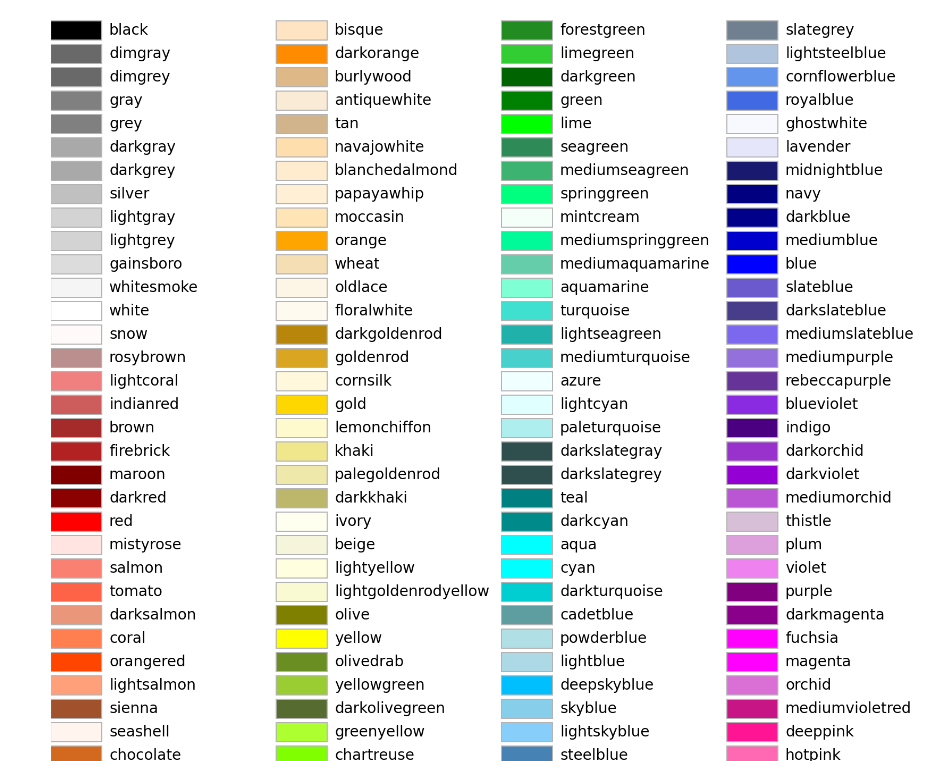 black
dimgray
dimgrey
gray
grey
darkgray
darkgrey
silver
lightgray
lightgrey
gainsboro
whitesmoke
white
snow
rosybrown
lightcoral
indianred
brown
firebrick
maroon
darkred
red
mistyrose
salmon
tomato
darksalmon
coral
orangered
lightsalmon
sienna
seashell
chocolate
bisque
darkorange
burlywood
antiquewhite
tan
navajowhite
blanchedalmond
papayawhip
moccasin
orange
wheat
oldlace
floralwhite
darkgoldenrod
goldenrod
cornsilk
gold
lemonchiffon
khaki
palegoldenrod
darkkhaki
ivory
beige
lightyellow
lightgoldenrodyellow
olive
yellow
olivedrab
yellowgreen
darkolivegreen
greenyellow
chartreuse
forestgreen
limegreen
darkgreen
green
lime
seagreen
mediumseagreen
springgreen
mintcream
mediumspringgreen
mediumaquamarine
aquamarine
turquoise
lightseagreen
mediumturquoise
azure
lightcyan
paleturquoise
darkslategray
darkslategrey
teal
darkcyan
aqua
cyan
darkturquoise
cadetblue
powderblue
lightblue
deepskyblue
skyblue
lightskyblue
steelblue
slategrey
lightsteelblue
cornflowerblue
royalblue
ghostwhite
lavender
midnightblue
navy
darkblue
mediumblue
blue
slateblue
darkslateblue
mediumslateblue
mediumpurple
rebeccapurple
blueviolet
indigo
darkorchid
darkviolet
mediumorchid
thistle
plum
violet
purple
darkmagenta
fuchsia
magenta
orchid
mediumvioletred
deeppink
hotpink